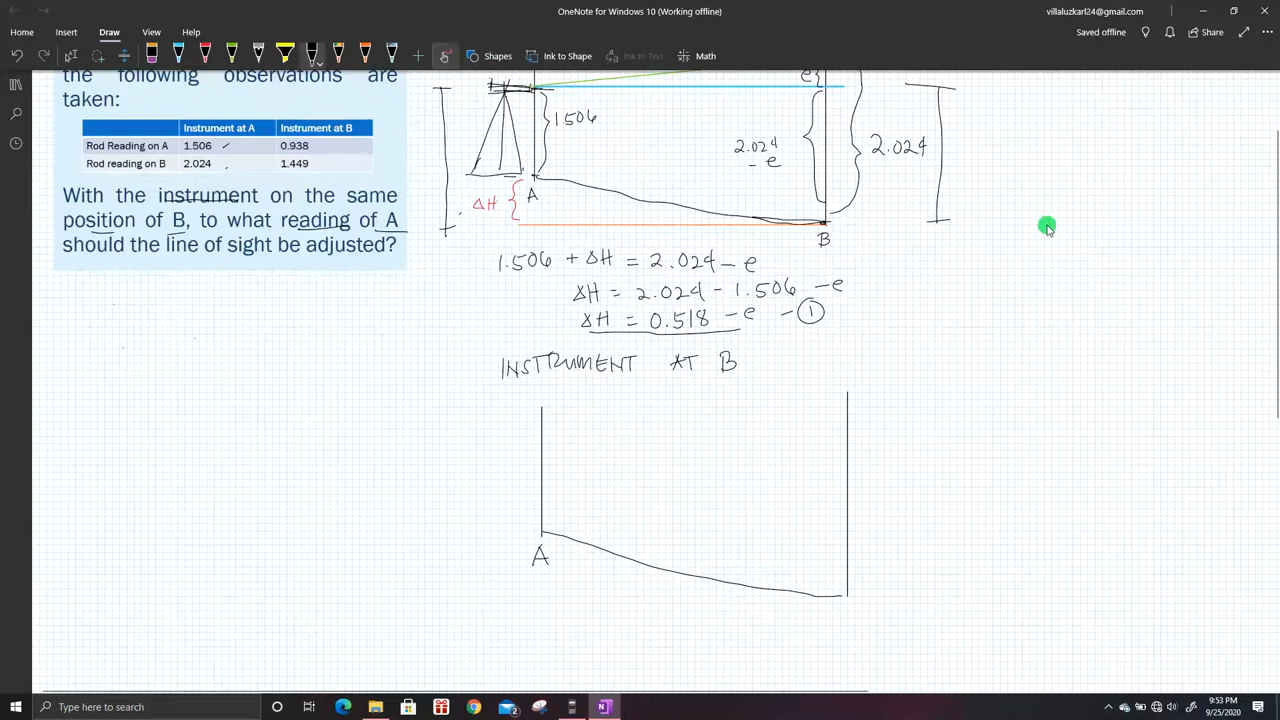 OneNote for Windows 10 (Working offline)
villaluzkarl24@gmail.com
Home Insert Draw View Help
Saved offline
Share
Shapes Ink to Shape Ink to Text Math
the following observations are
taken:
Instrument at A Instrument at B
Rod Reading on A 1.506 0.938
Rod reading on B 2.024 1.449
With the instrument on the same
position of B, to what reading of A
should the line of sight be adjusted?
e
1.506
2.024
- e
2.024
A
ΔH
B
1.506 + ΔH = 2.024 - e
ΔH = 2.024 - 1.506 - e
ΔH = 0.518 - e - 1
INSTRUMENT AT B
A
Type here to search
2
9:53 PM
9/25/2020